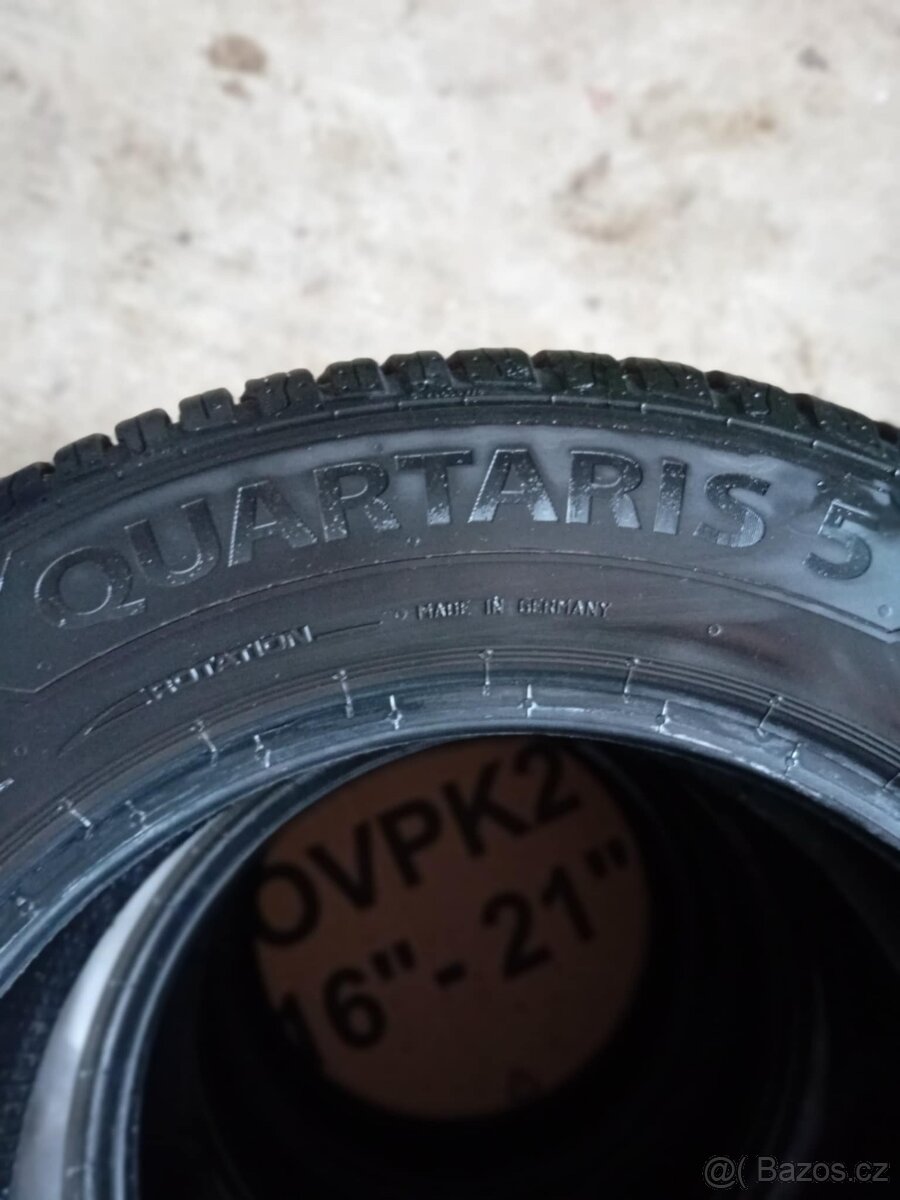 QUARTARIS 5
MADE IN GERMANY
ROTATION
OVPK2
16"- 21"
@( Bazos.cz